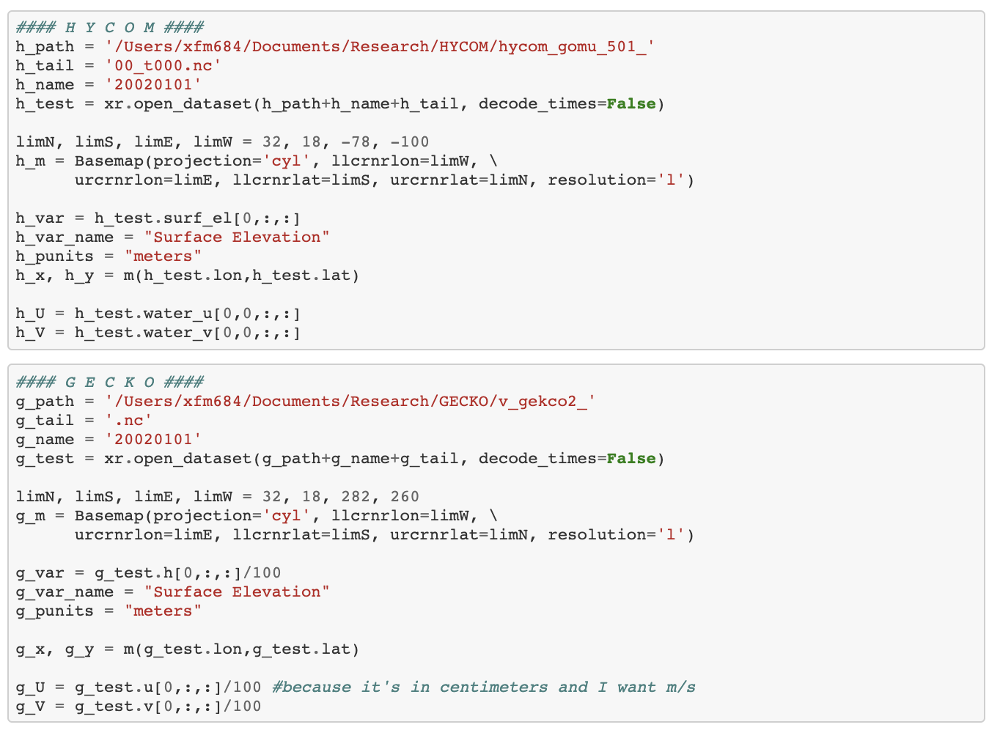 #### H Y C O M ####
h_path = '/Users/xfm684/Documents/Research/HYCOM/hycom_gomu_501_'
h_tail = '00_t000.nc'
h_name = '20020101'
h_test = xr.open_dataset(h_path+h_name+h_tail, decode_times=False)
limN, limS, limE, limW = 32, 18, -78, -100
h_m = Basemap(projection='cyl', llcrnrlon=limW, \
urcrnrlon=limE, llcrnrlat=limS, urcrnrlat=limN, resolution='l')
h_var = h_test.surf_el[0,:,:]
h_var_name = "Surface Elevation"
h_punits = "meters"
h_x, h_y = m(h_test.lon,h_test.lat)
h_U = h_test.water_u[0,0,:,:]
h_V = h_test.water_v[0,0,:,:]
#### G E C K O ####
g_path = '/Users/xfm684/Documents/Research/GECKO/v_gekco2_'
g_tail = '.nc'
g_name = '20020101'
g_test = xr.open_dataset(g_path+g_name+g_tail, decode_times=False)
limN, limS, limE, limW = 32, 18, 282, 260
g_m = Basemap(projection='cyl', llcrnrlon=limW, \
urcrnrlon=limE, llcrnrlat=limS, urcrnrlat=limN, resolution='l')
g_var = g_test.h[0,:,:]/100
g_var_name = "Surface Elevation"
g_punits = "meters"
g_x, g_y = m(g_test.lon,g_test.lat)
g_U = g_test.u[0,:,:]/100 #because it's in centimeters and I want m/s
g_V = g_test.v[0,:,:]/100